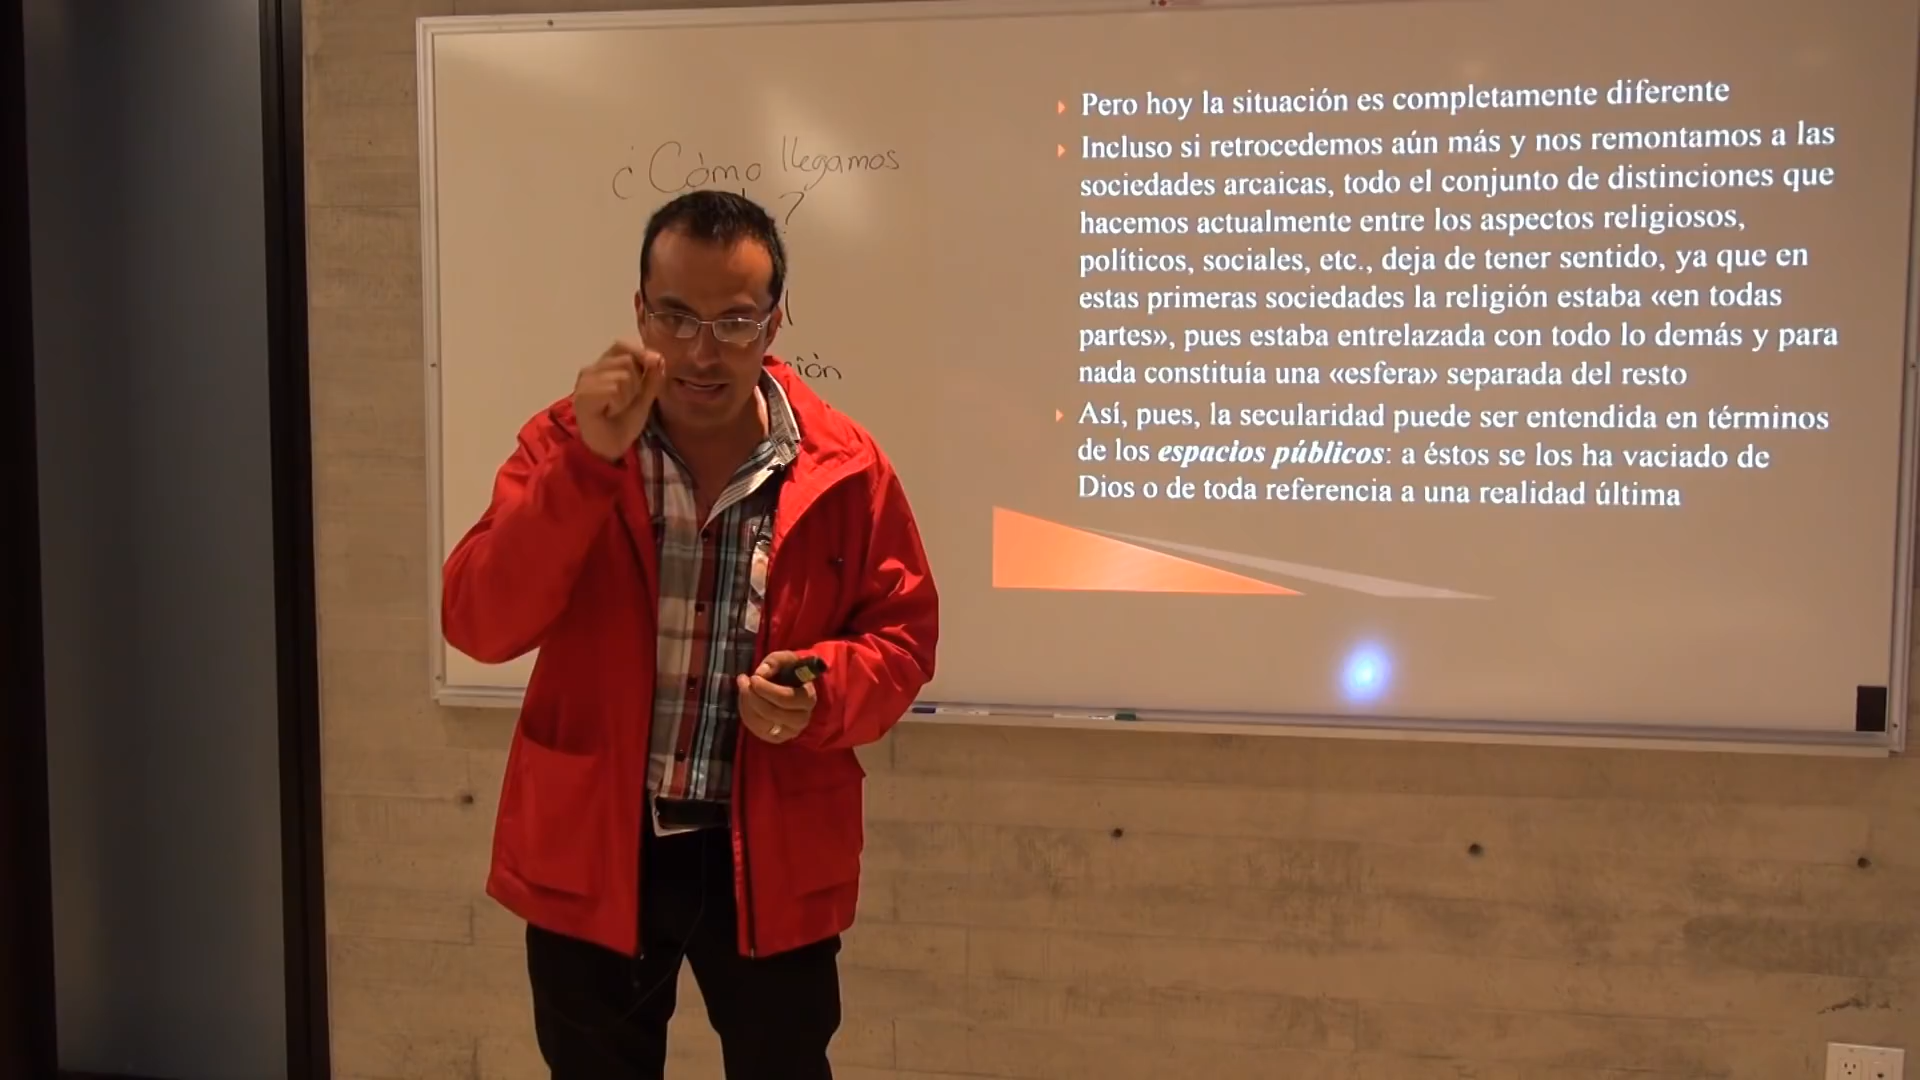 ¿Cómo llegamos
?
ción
Pero hoy la situación es completamente diferente
Incluso si retrocedemos aún más y nos remontamos a las
sociedades arcaicas, todo el conjunto de distinciones que
hacemos actualmente entre los aspectos religiosos,
políticos, sociales, etc., deja de tener sentido, ya que en
estas primeras sociedades la religión estaba «en todas
partes», pues estaba entrelazada con todo lo demás y para
nada constituía una «esfera» separada del resto
Así, pues, la secularidad puede ser entendida en términos
de los espacios públicos: a éstos se los ha vaciado de
Dios o de toda referencia a una realidad última